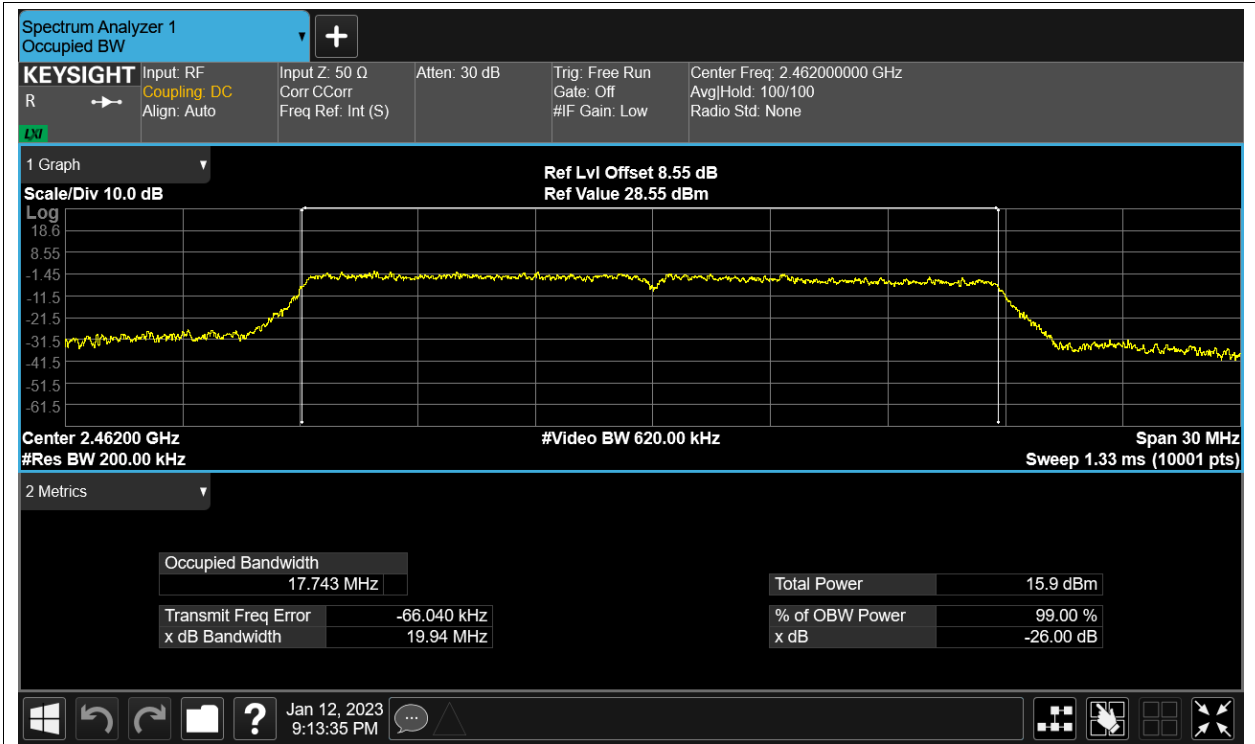 Spectrum Analyzer 1
Occupied BW
KEYSIGHT
R
LXI
Input: RF
Coupling: DC
Align: Auto
Input Z: 50 Ω
Corr CCorr
Freq Ref: Int (S)
Atten: 30 dB
Trig: Free Run
Gate: Off
#IF Gain: Low
Center Freq: 2.462000000 GHz
Avg|Hold: 100/100
Radio Std: None
1 Graph
Scale/Div 10.0 dB
Ref Lvl Offset 8.55 dB
Ref Value 28.55 dBm
Log
18.6
8.55
-1.45
-11.5
-21.5
-31.5
-41.5
-51.5
-61.5
Center 2.46200 GHz
#Video BW 620.00 kHz
Span 30 MHz
#Res BW 200.00 kHz
Sweep 1.33 ms (10001 pts)
2 Metrics
Occupied Bandwidth
17.743 MHz
Transmit Freq Error -66.040 kHz
x dB Bandwidth 19.94 MHz
Total Power 15.9 dBm
% of OBW Power 99.00 %
x dB -26.00 dB
?
Jan 12, 2023
9:13:35 PM